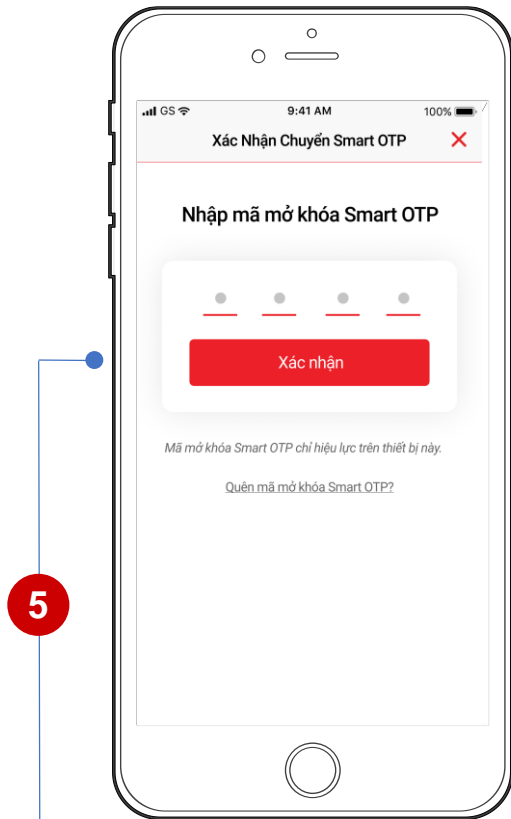 GS 9:41 AM 100%
Xác Nhận Chuyển Smart OTP
Nhập mã mở khóa Smart OTP
Xác nhận
Mã mở khóa Smart OTP chỉ hiệu lực trên thiết bị này.
Quên mã mở khóa Smart OTP?
5